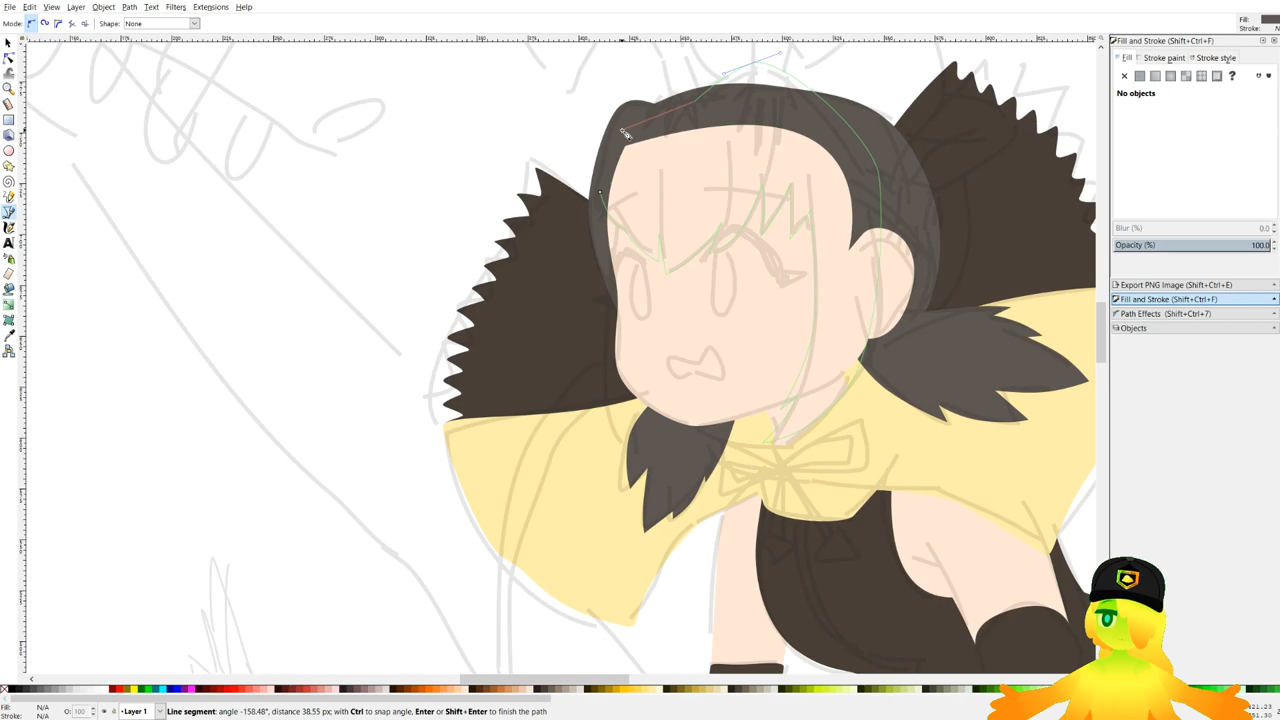 File Edit View Layer Object Path Text Filters Extensions Help
Mode: Shape: None Fill:
Stroke: N
Fill and Stroke (Shift+Ctrl+F)
Fill Stroke paint Stroke style
?
No objects
Blur (%) 0.0
Opacity (%) 100.0
Export PNG Image (Shift+Ctrl+E)
Fill and Stroke (Shift+Ctrl+F)
Path Effects (Shift+Ctrl+7)
Objects
Fill: N/A
Stroke: N/A
O: 100
Layer 1
Line segment: angle -158.48°, distance 38.55 px; with Ctrl to snap angle, Enter or Shift+Enter to finish the path